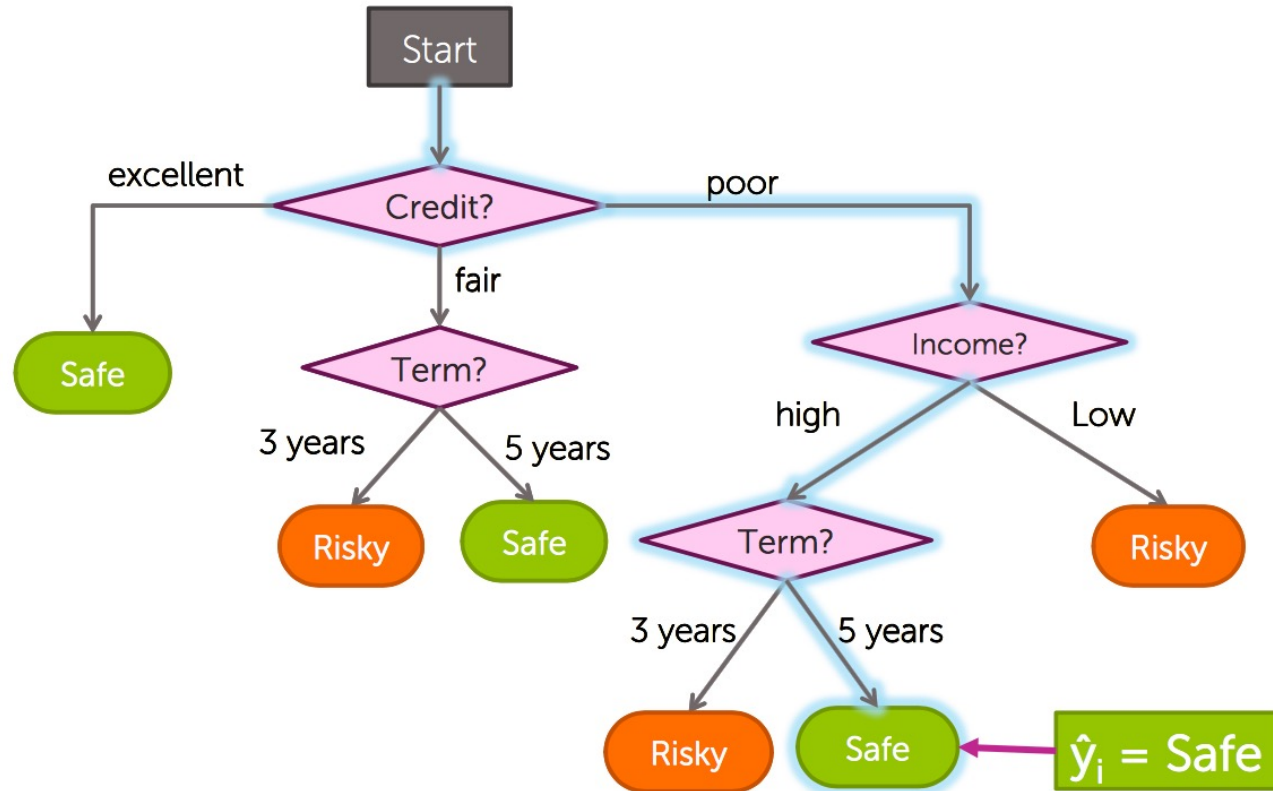 Start
excellent
poor
Credit?
fair
Income?
Safe
Term?
high
Low
3 years
5 years
Risky
Safe
Term?
Risky
3 years
5 years
Risky
Safe
ŷi = Safe